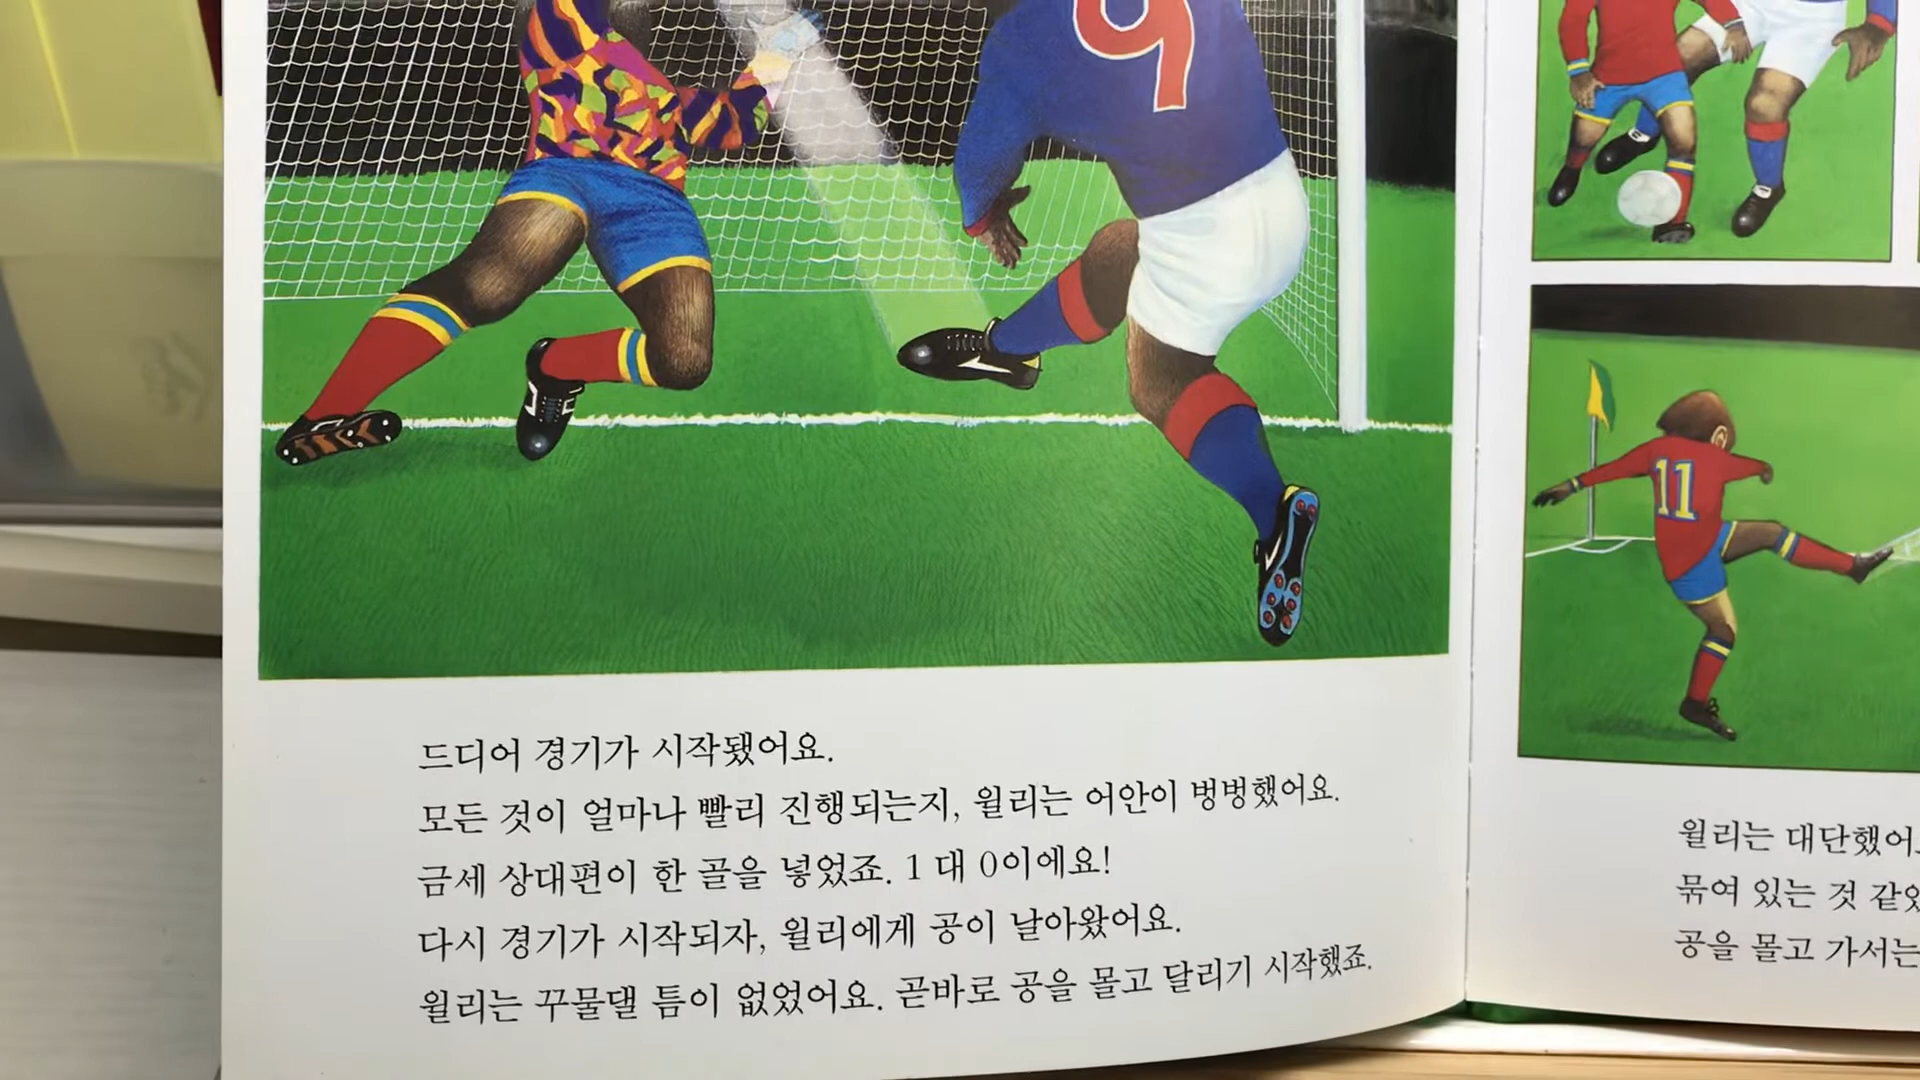 9
11
드디어 경기가 시작됐어요.
모든 것이 얼마나 빨리 진행되는지, 윌리는 어안이 벙벙했어요.
금세 상대편이 한 골을 넣었죠. 1 대 0이에요!
다시 경기가 시작되자, 윌리에게 공이 날아왔어요.
윌리는 꾸물댈 틈이 없었어요. 곧바로 공을 몰고 달리기 시작했죠.
윌리는 대단했어
묶여 있는 것 같았
공을 몰고 가서는